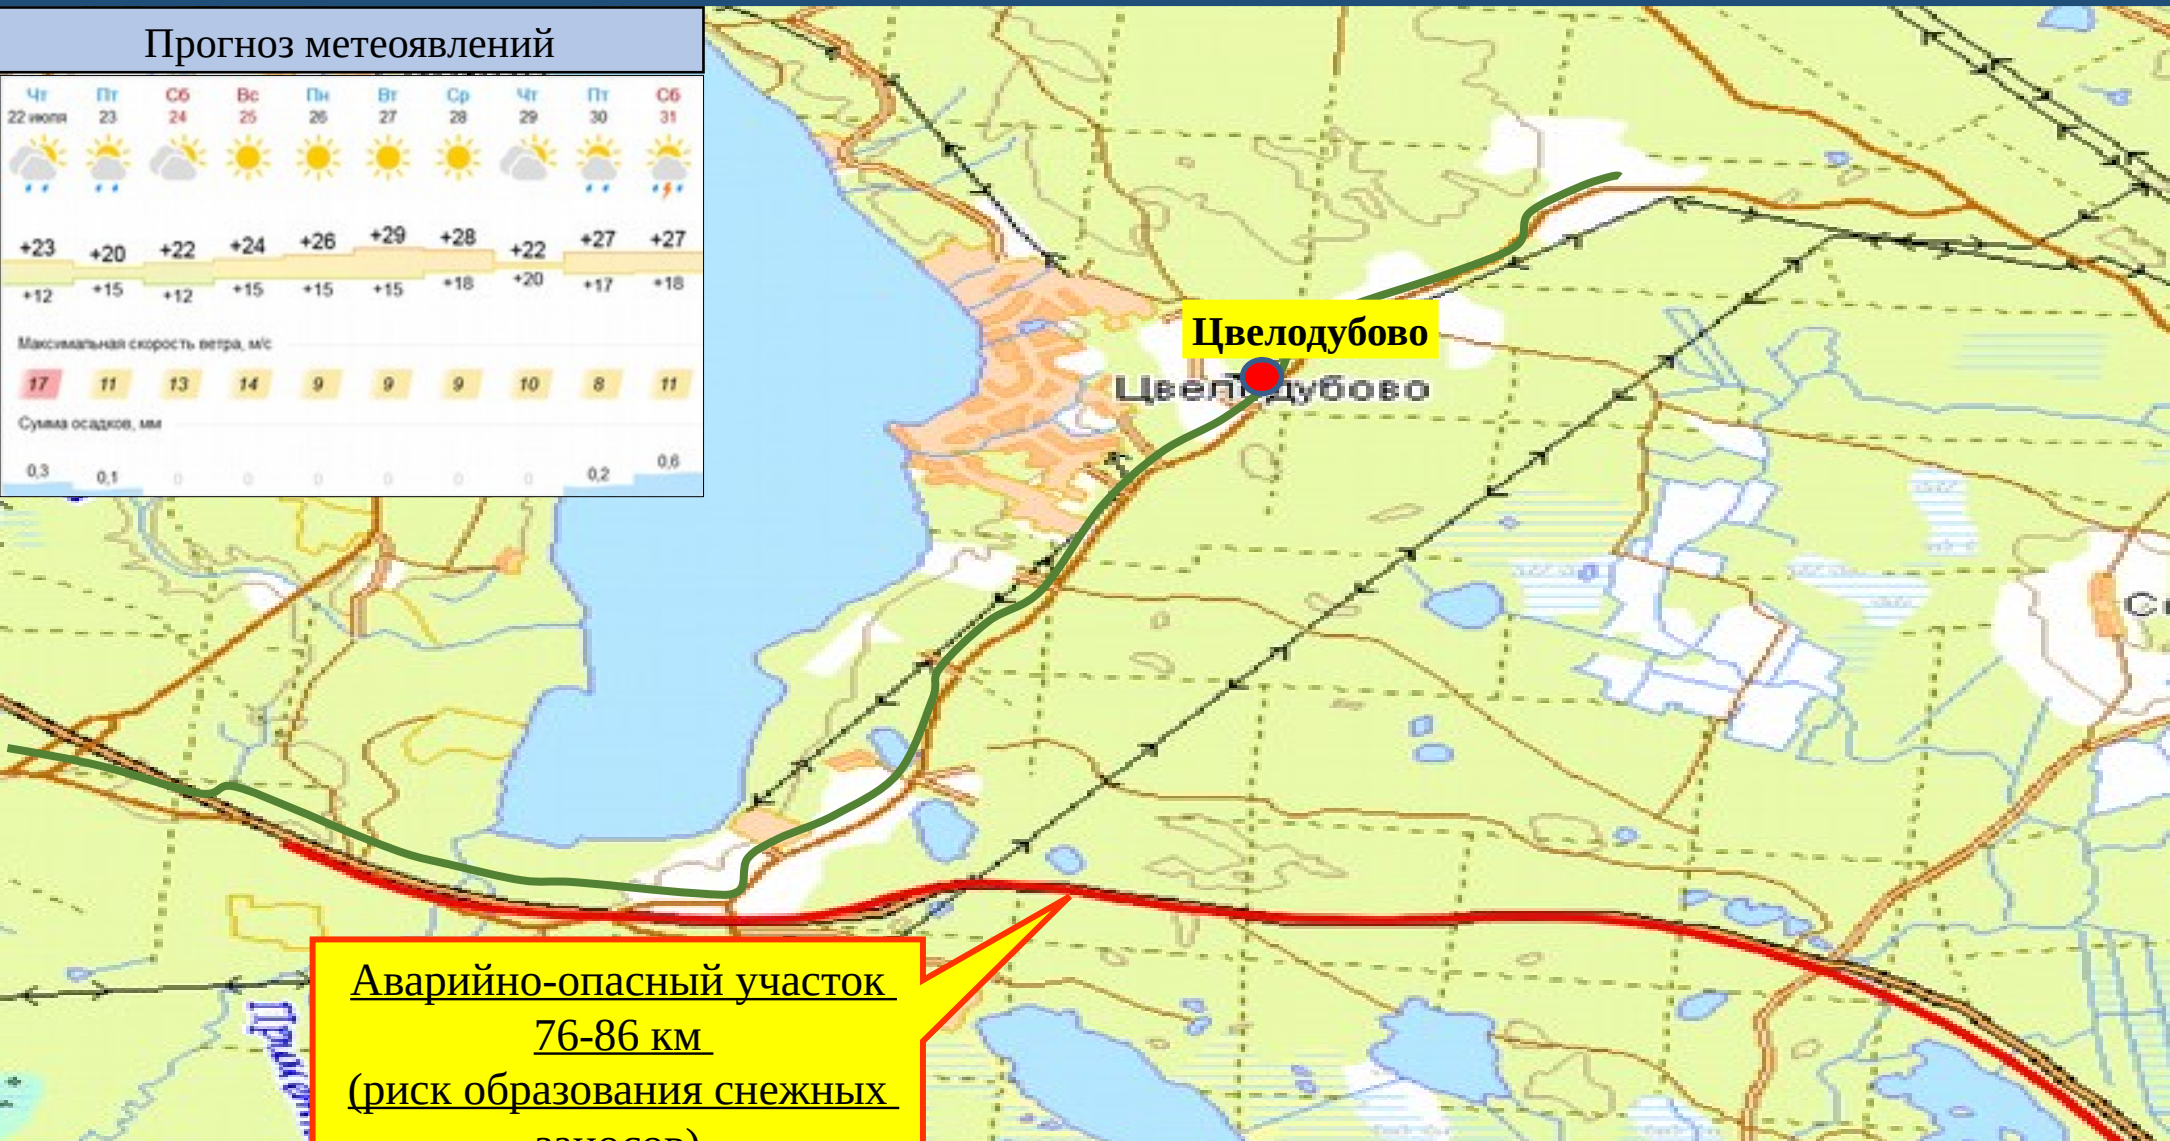 Прогноз метеоявлений
Чт Пт Сб Вс Пн Вт Ср Чт Пт Сб
22 июля 23 24 25 26 27 28 29 30 31
+23 +20 +22 +24 +26 +29 +28 +22 +27 +27
+12 +15 +12 +15 +15 +15 +18 +20 +17 +18
Максимальная скорость ветра, м/с
17 11 13 14 9 9 9 10 8 11
Сумма осадков, мм
0,3 0,1 0 0 0 0 0 0 0,2 0,6
Цвелодубово
Цвелодубово
Аварийно-опасный участок
76-86 км
(риск образования снежных
заносов)